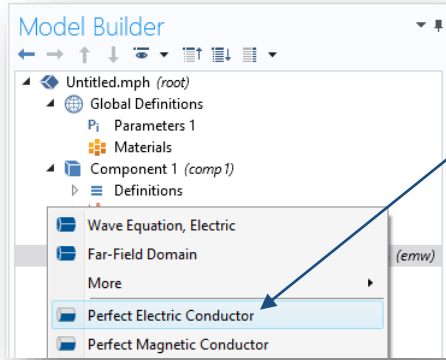 Model Builder
Untitled.mph (root)
Global Definitions
Pi Parameters 1
Materials
Component 1 (comp1)
Definitions
Wave Equation, Electric
Far-Field Domain
(emw)
More
Perfect Electric Conductor
Perfect Magnetic Conductor